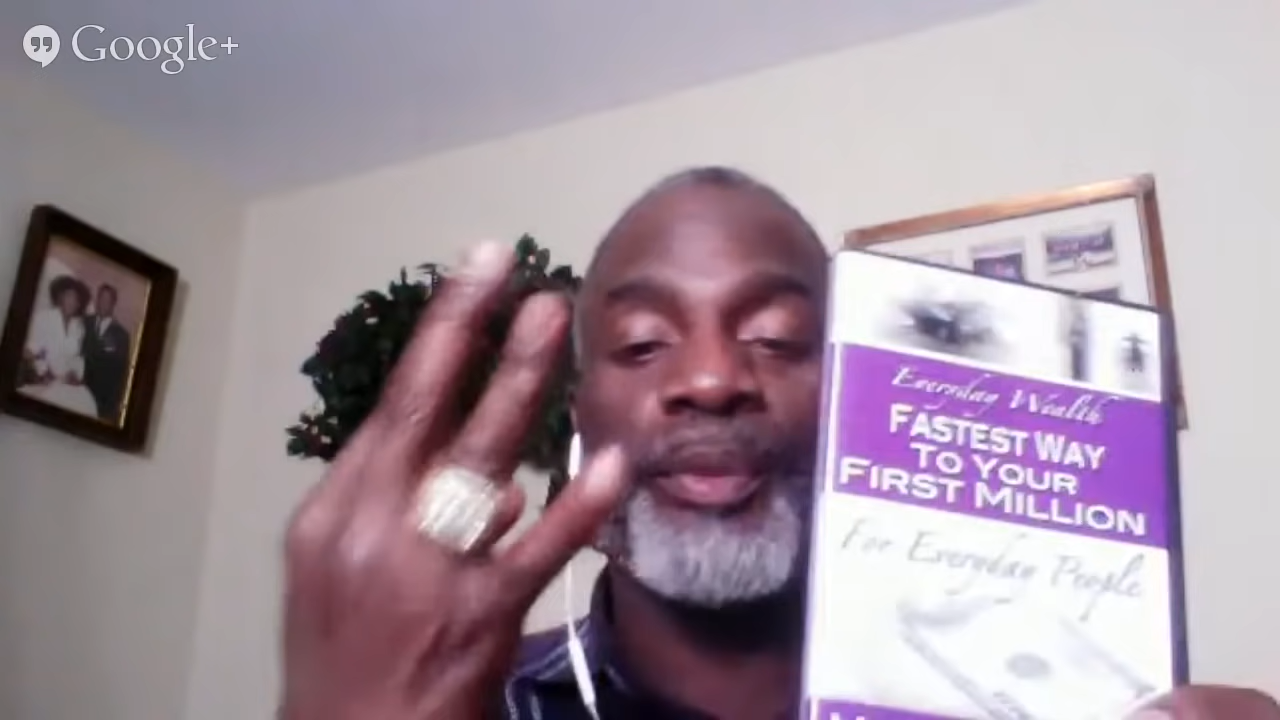 Google+
Everyday Wealth
FASTEST WAY
TO YOUR
FIRST MILLION
For Everyday People